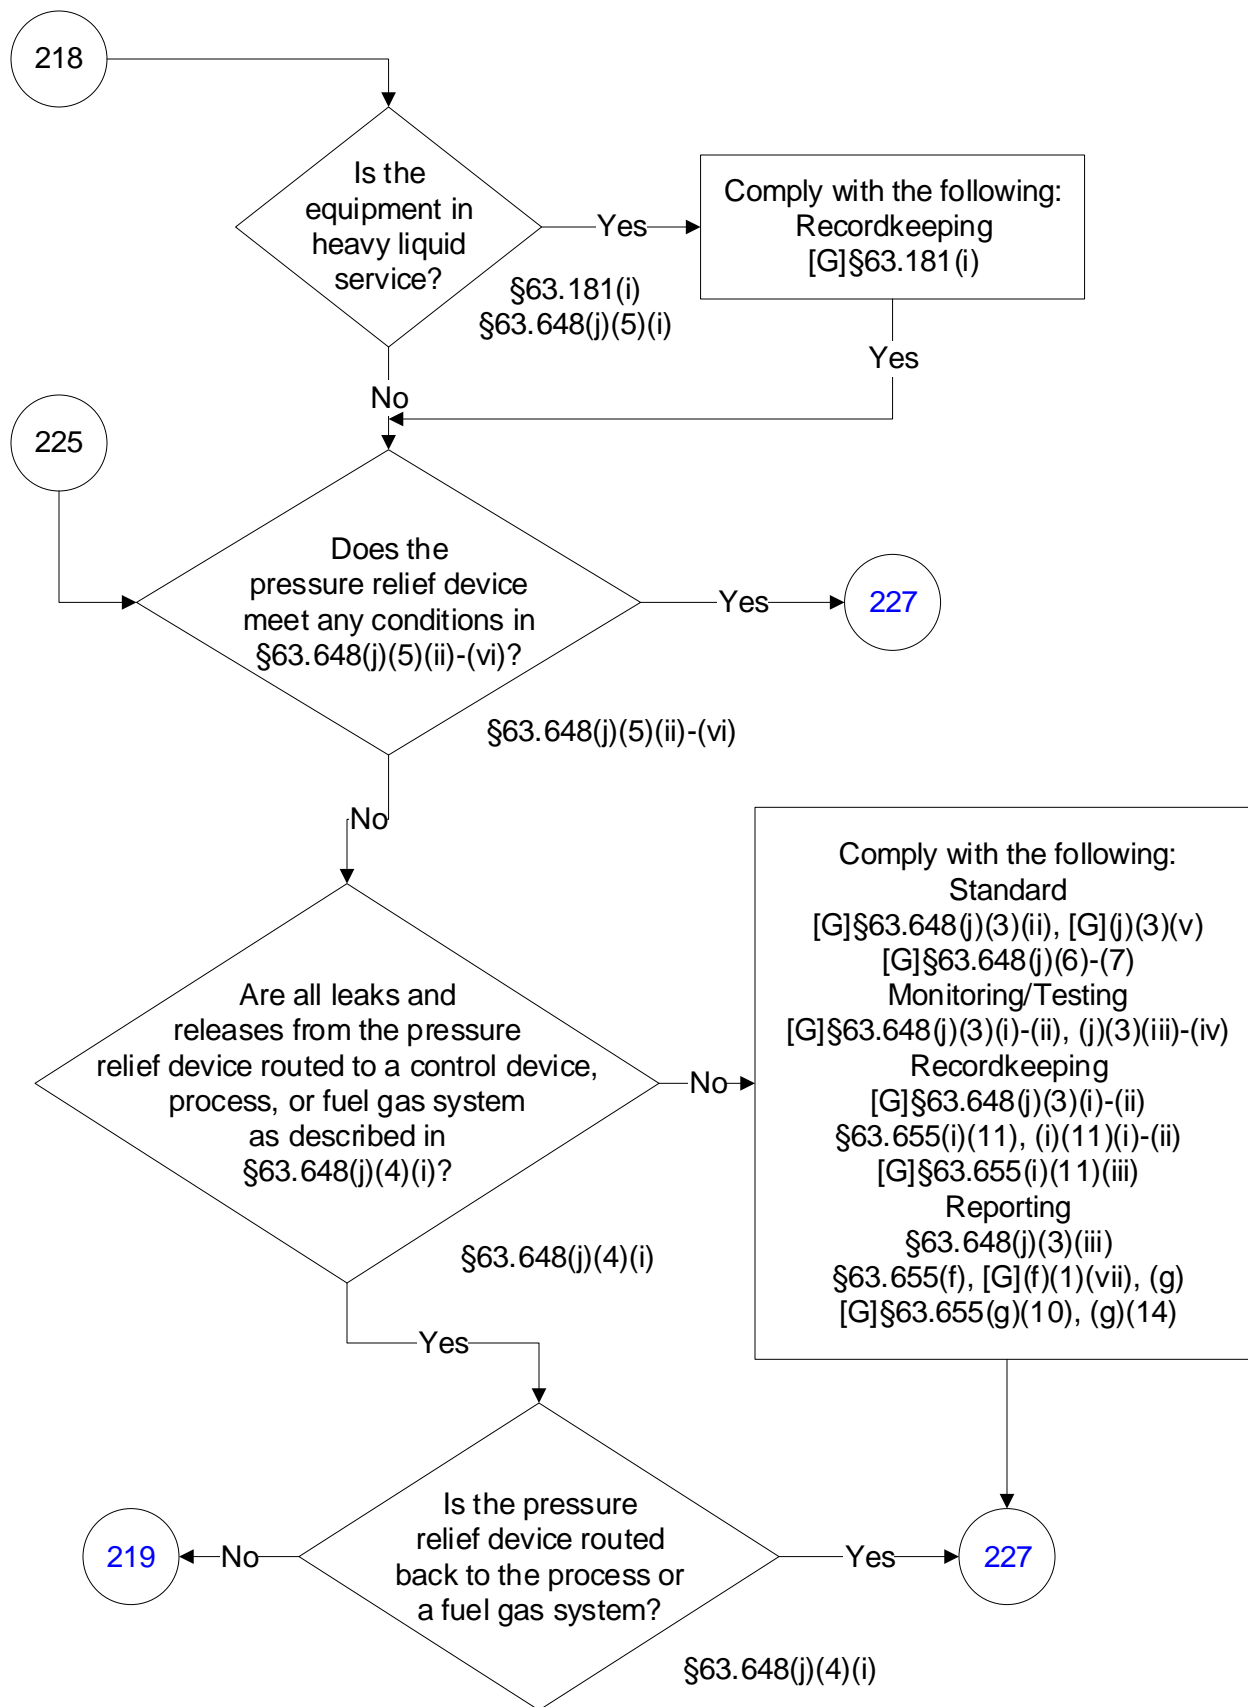 218
Is the
equipment in
heavy liquid
service?
Yes
§63.181(i)
§63.648(j)(5)(i)
Comply with the following:
Recordkeeping
[G]§63.181(i)
Yes
No
225
Does the
pressure relief device
meet any conditions in
§63.648(j)(5)(ii)-(vi)?
Yes
227
§63.648(j)(5)(ii)-(vi)
No
Are all leaks and
releases from the pressure
relief device routed to a control device,
process, or fuel gas system
as described in
§63.648(j)(4)(i)?
No
§63.648(j)(4)(i)
Comply with the following:
Standard
[G]§63.648(j)(3)(ii), [G](j)(3)(v)
[G]§63.648(j)(6)-(7)
Monitoring/Testing
[G]§63.648(j)(3)(i)-(ii), (j)(3)(iii)-(iv)
Recordkeeping
[G]§63.648(j)(3)(i)-(ii)
§63.655(i)(11), (i)(11)(i)-(ii)
[G]§63.655(i)(11)(iii)
Reporting
§63.648(j)(3)(iii)
§63.655(f), [G](f)(1)(vii), (g)
[G]§63.655(g)(10), (g)(14)
Yes
Is the pressure
relief device routed
back to the process or
a fuel gas system?
No
219
Yes
227
§63.648(j)(4)(i)